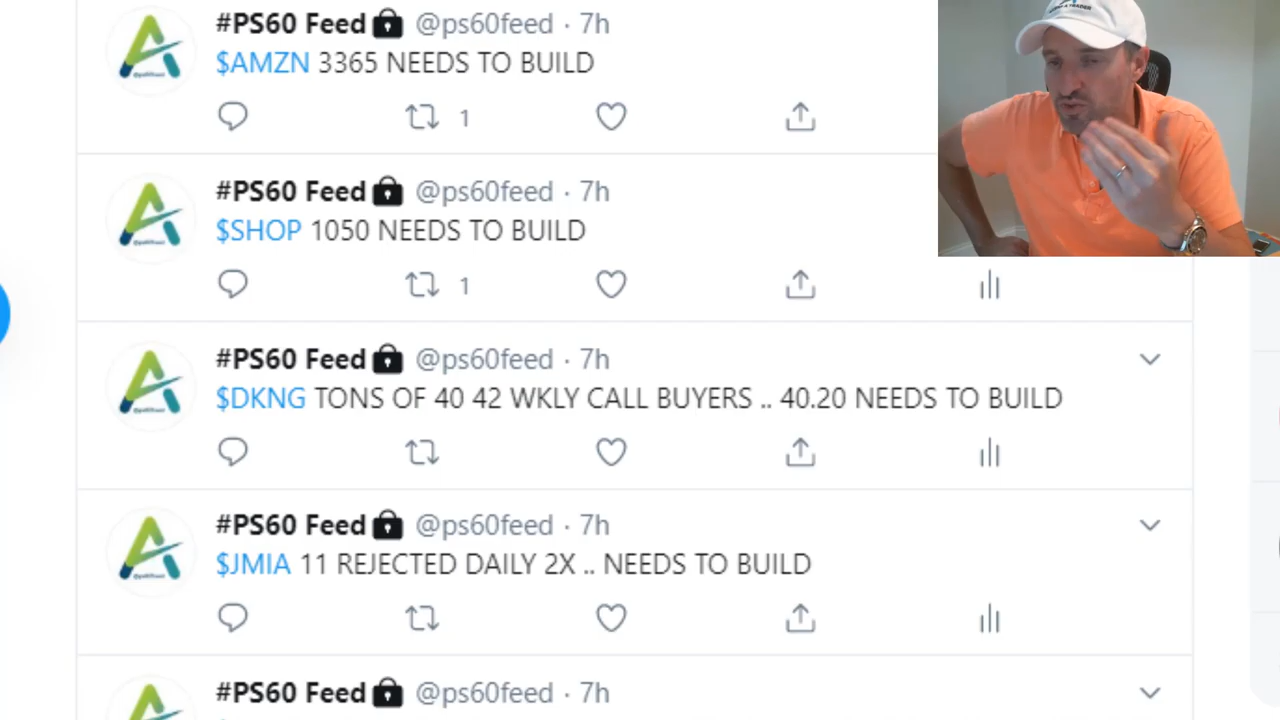 #PS60 Feed @ps60feed · 7h
$AMZN 3365 NEEDS TO BUILD
1
#PS60 Feed @ps60feed · 7h
$SHOP 1050 NEEDS TO BUILD
1
#PS60 Feed @ps60feed · 7h
$DKNG TONS OF 40 42 WKLY CALL BUYERS .. 40.20 NEEDS TO BUILD
#PS60 Feed @ps60feed · 7h
$JMIA 11 REJECTED DAILY 2X .. NEEDS TO BUILD
#PS60 Feed @ps60feed · 7h